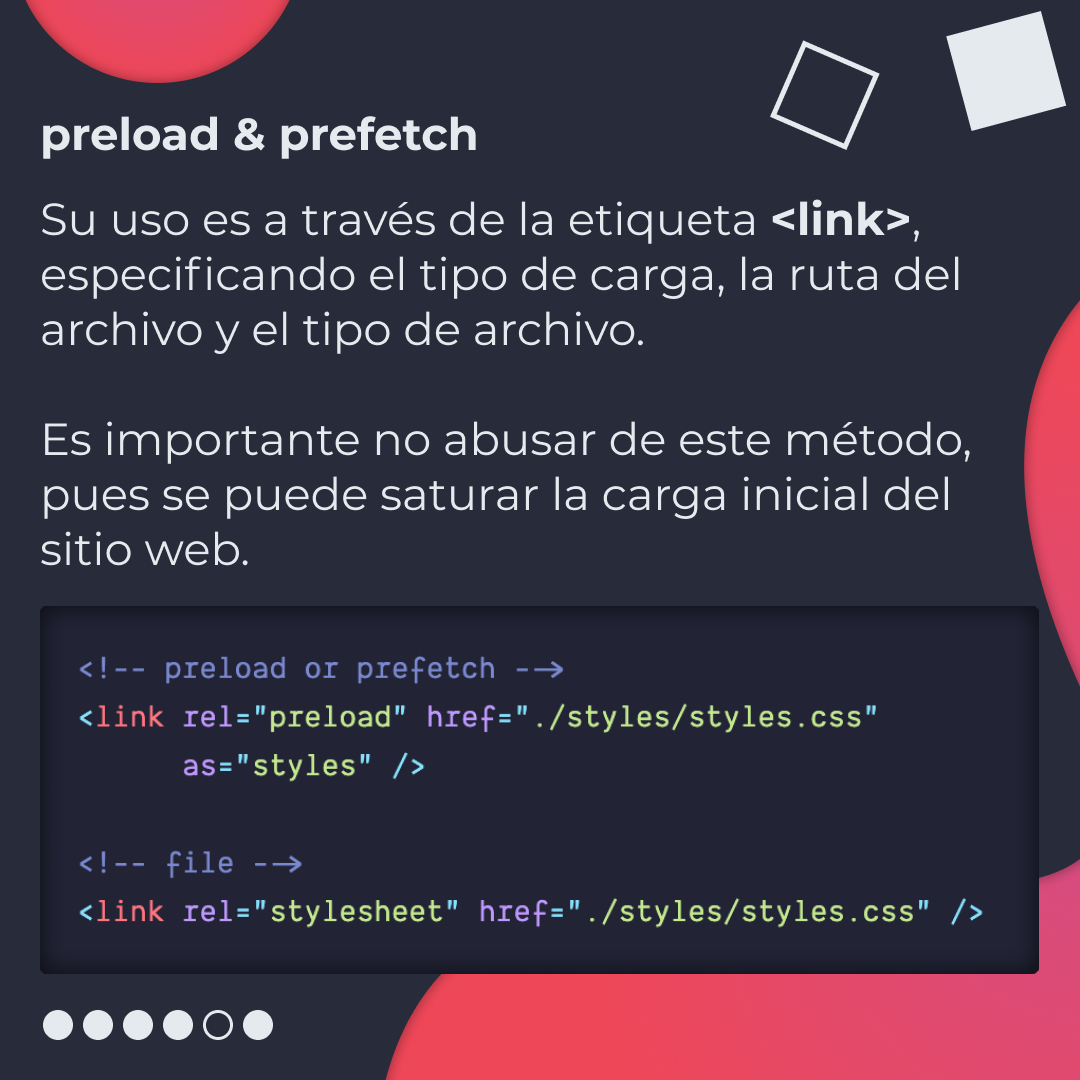 preload & prefetch
Su uso es a través de la etiqueta <link>,
especificando el tipo de carga, la ruta del
archivo y el tipo de archivo.
Es importante no abusar de este método,
pues se puede saturar la carga inicial del
sitio web.
<!-- preload or prefetch -->
<link rel="preload" href="./styles/styles.css"
as="styles" />
<!-- file -->
<link rel="stylesheet" href="./styles/styles.css" />